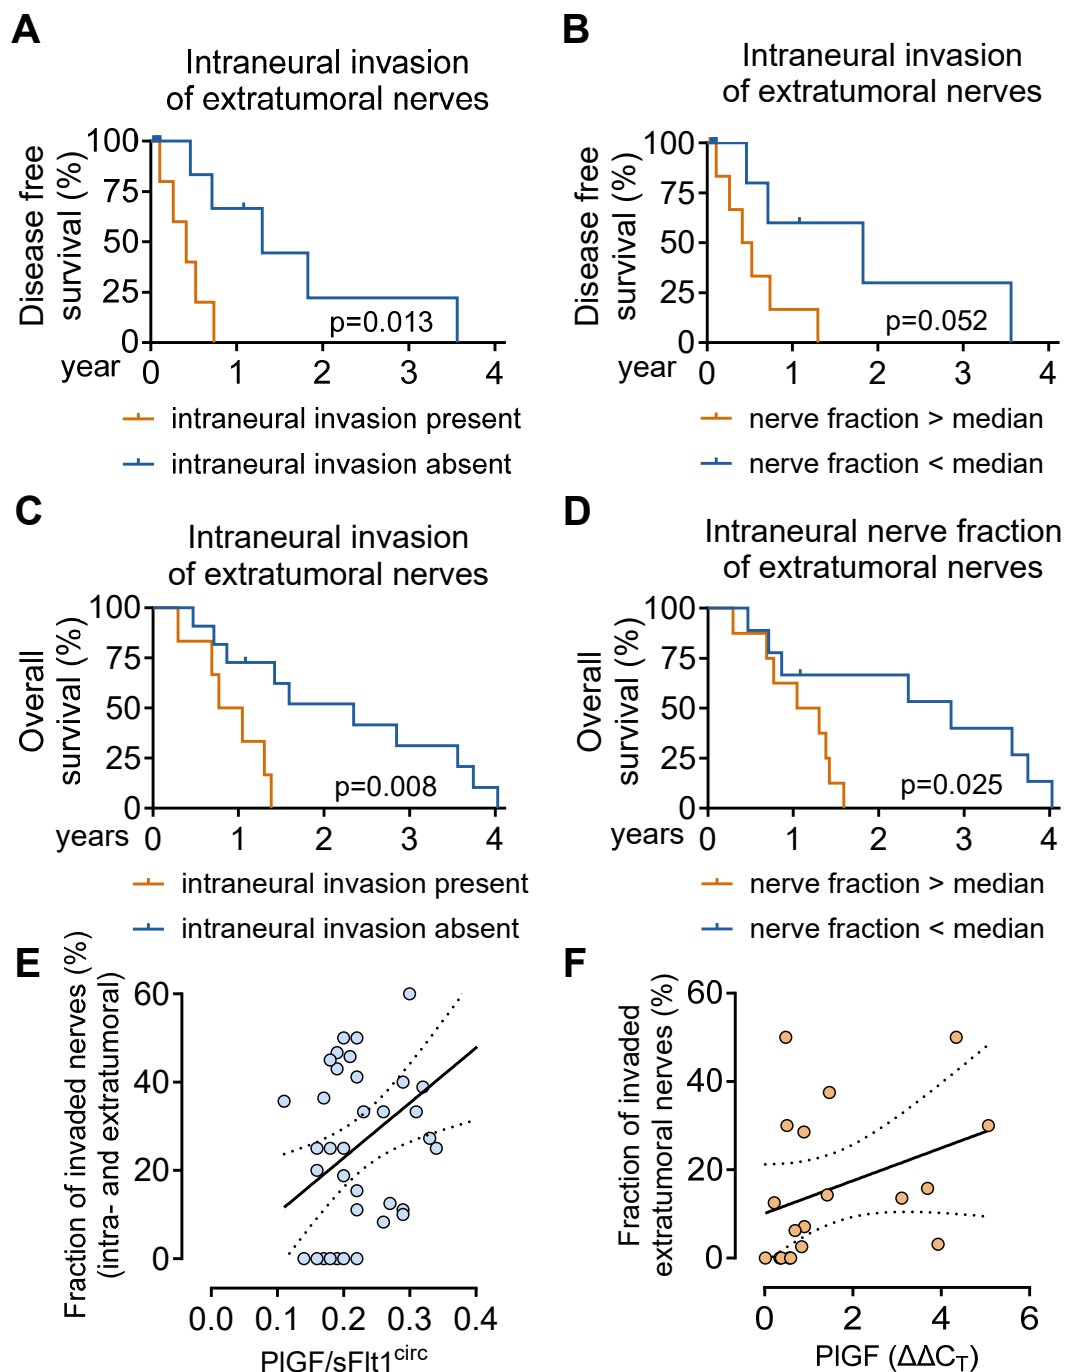 A
Intraneural invasion
of extratumoral nerves
Disease free
survival (%)
100
75
50
25
0
p=0.013
year
0 1 2 3 4
intraneural invasion present
intraneural invasion absent
B
Intraneural invasion
of extratumoral nerves
Disease free
survival (%)
100
75
50
25
0
p=0.052
year
0 1 2 3 4
nerve fraction > median
nerve fraction < median
C
Intraneural invasion
of extratumoral nerves
Overall
survival (%)
100
75
50
25
0
p=0.008
years
0 1 2 3 4
intraneural invasion present
intraneural invasion absent
D
Intraneural nerve fraction
of extratumoral nerves
Overall
survival (%)
100
75
50
25
0
p=0.025
years
0 1 2 3 4
nerve fraction > median
nerve fraction < median
E
Fraction of invaded nerves (%)
(intra- and extratumoral)
60
40
20
0
0.0 0.1 0.2 0.3 0.4
PlGF/sFlt1circ
F
Fraction of invaded
extratumoral nerves (%)
60
40
20
0
0 2 4 6
PlGF (ΔΔCT)